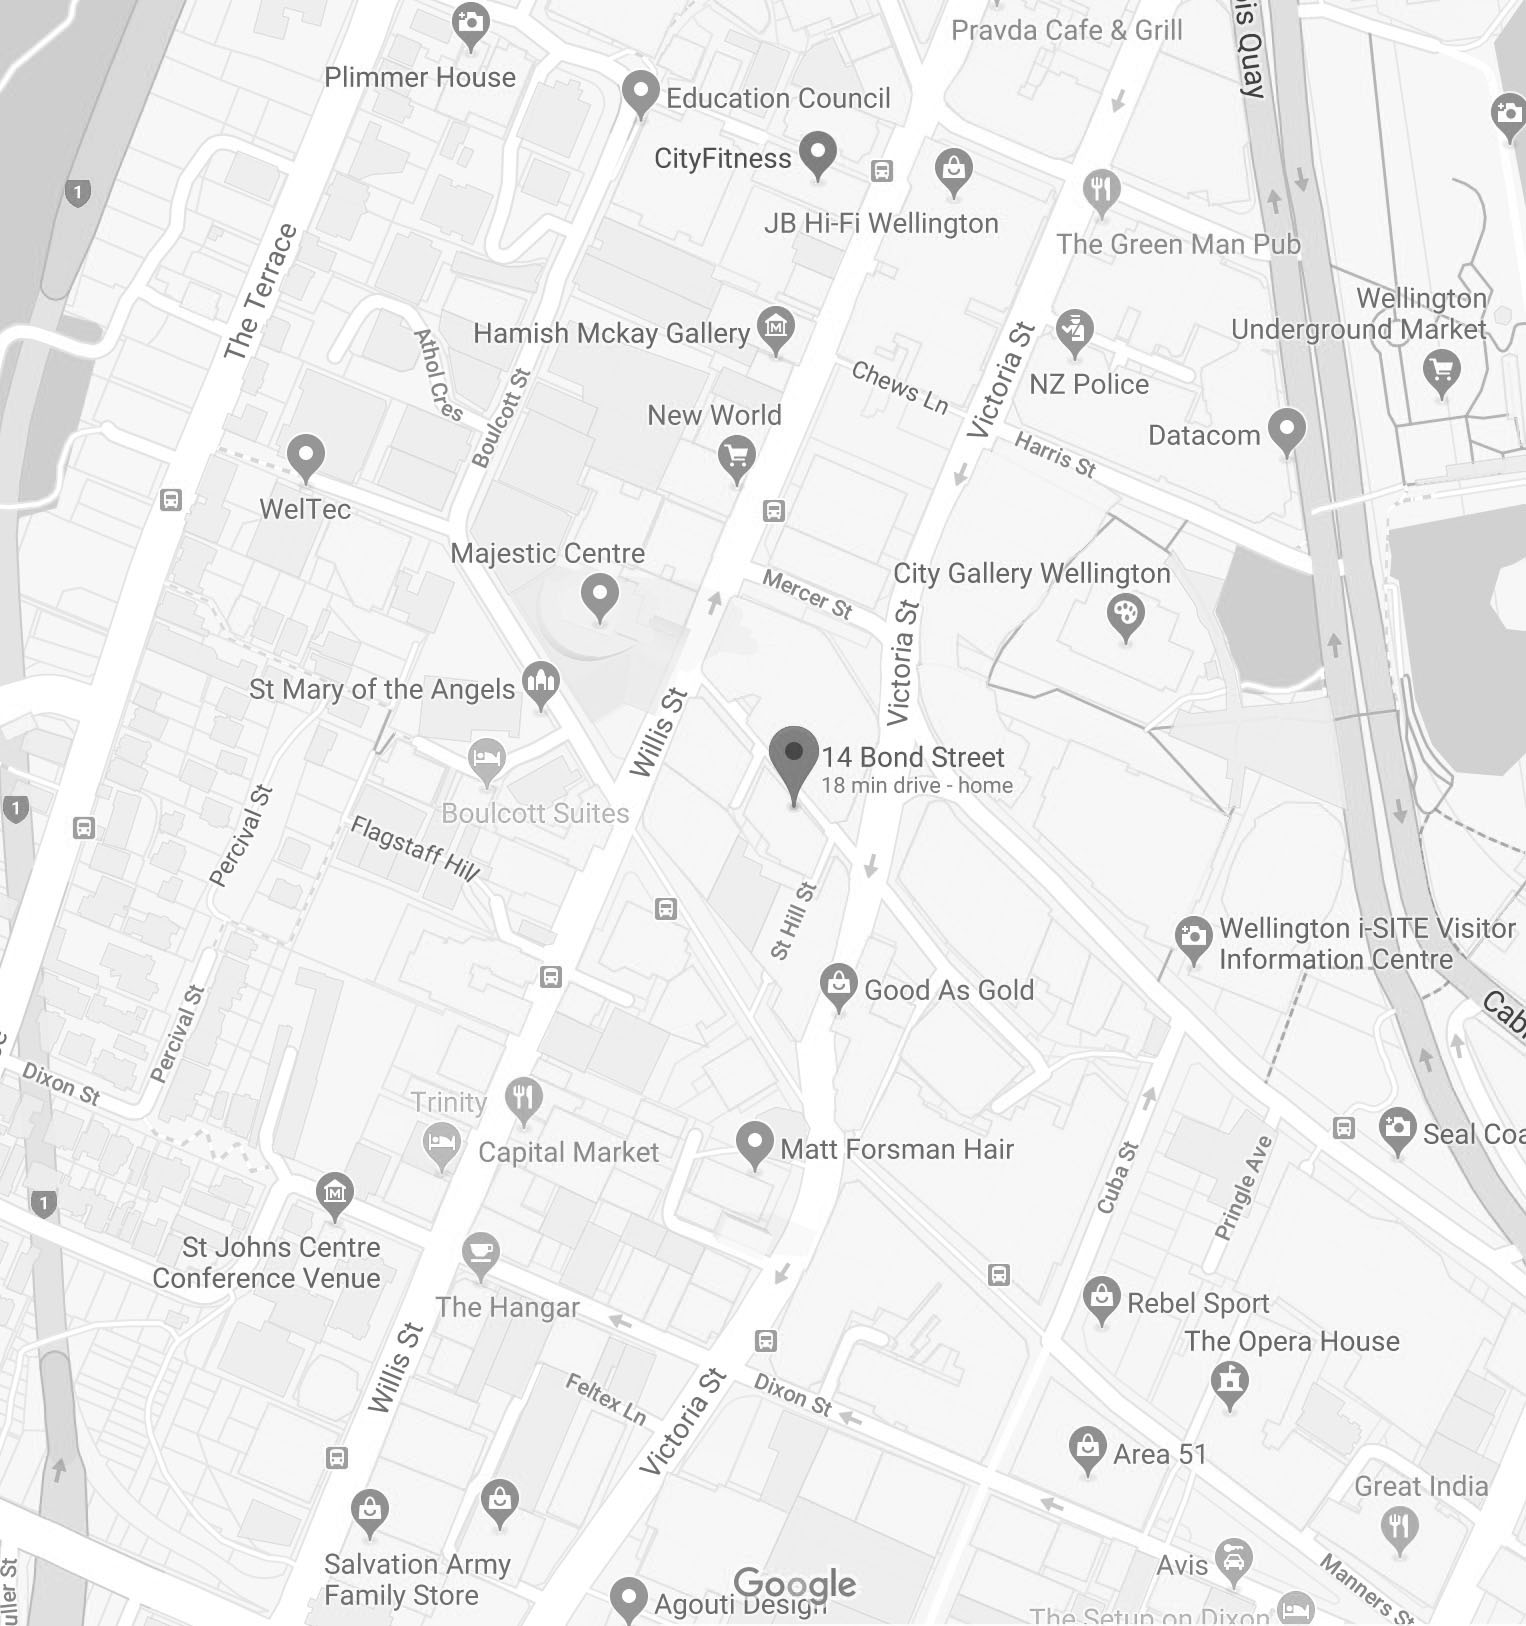 Pravda Cafe & Grill
Plimmer House
Education Council
CityFitness
1
JB Hi-Fi Wellington
The Green Man Pub
The Terrace
Wellington
Underground Market
Hamish Mckay Gallery
Athol Cres
Boulcott St
Chews Ln
Victoria St
NZ Police
New World
Datacom
Harris St
WelTec
Majestic Centre
Mercer St
City Gallery Wellington
Victoria St
St Mary of the Angels
Willis St
14 Bond Street
18 min drive - home
1
Boulcott Suites
Percival St
Flagstaff Hill
St Hill St
Wellington i-SITE Visitor
Information Centre
Good As Gold
Percival St
Dixon St
Trinity
Capital Market
Matt Forsman Hair
Cuba St
Pringle Ave
Seal Coa
1
St Johns Centre
Conference Venue
The Hangar
Rebel Sport
The Opera House
Willis St
Feltex Ln
Victoria St
Dixon St
Area 51
Great India
Salvation Army
Family Store
Google
Agouti Design
Avis
Manners St
The Setup on Dixon